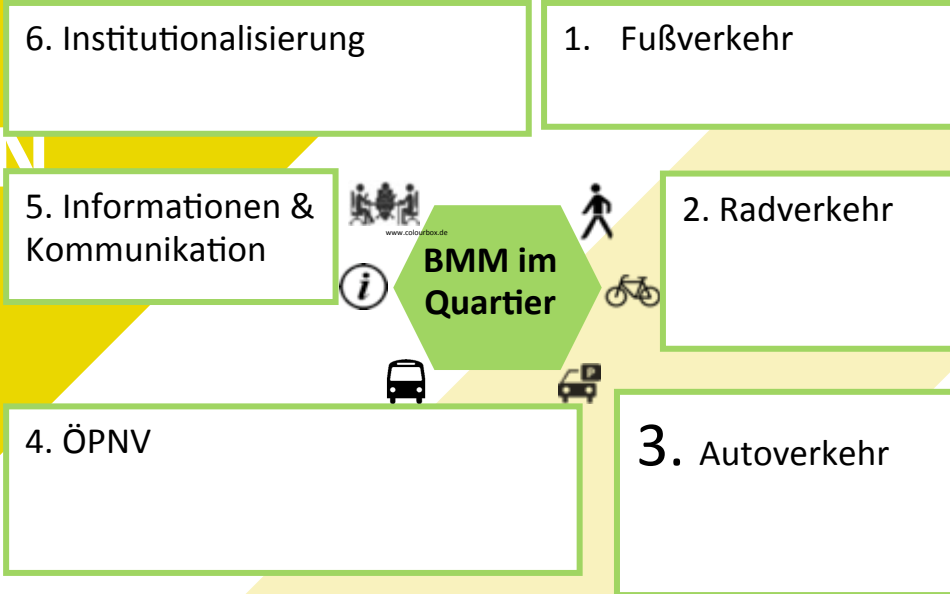 6. Institutionalisierung
1. Fußverkehr
N
5. Informationen &
Kommunikation
www.colourbox.de
i
BMM im
Quartier
2. Radverkehr
P
4. ÖPNV
3. Autoverkehr